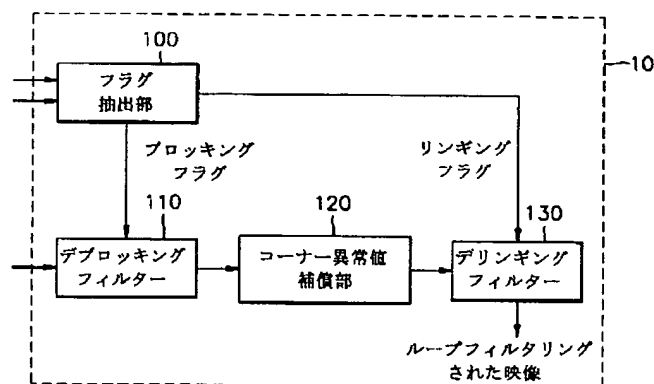 100
フラグ
抽出部
10
ブロッキング
フラグ
リンギング
フラグ
110
120
130
デブロッキング
フィルター
コーナー異常値
補償部
デリンギング
フィルター
ループフィルタリング
された映像